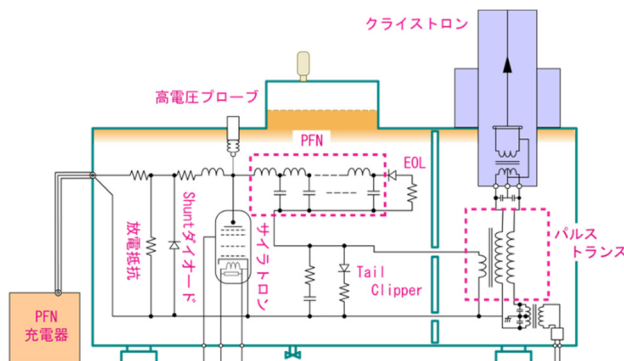 クライストロン
高電圧プローブ
PFN
EOL
放電抵抗
Shuntダイオード
サイラトロン
Tail
Clipper
パルス
トランス
PFN
充電器